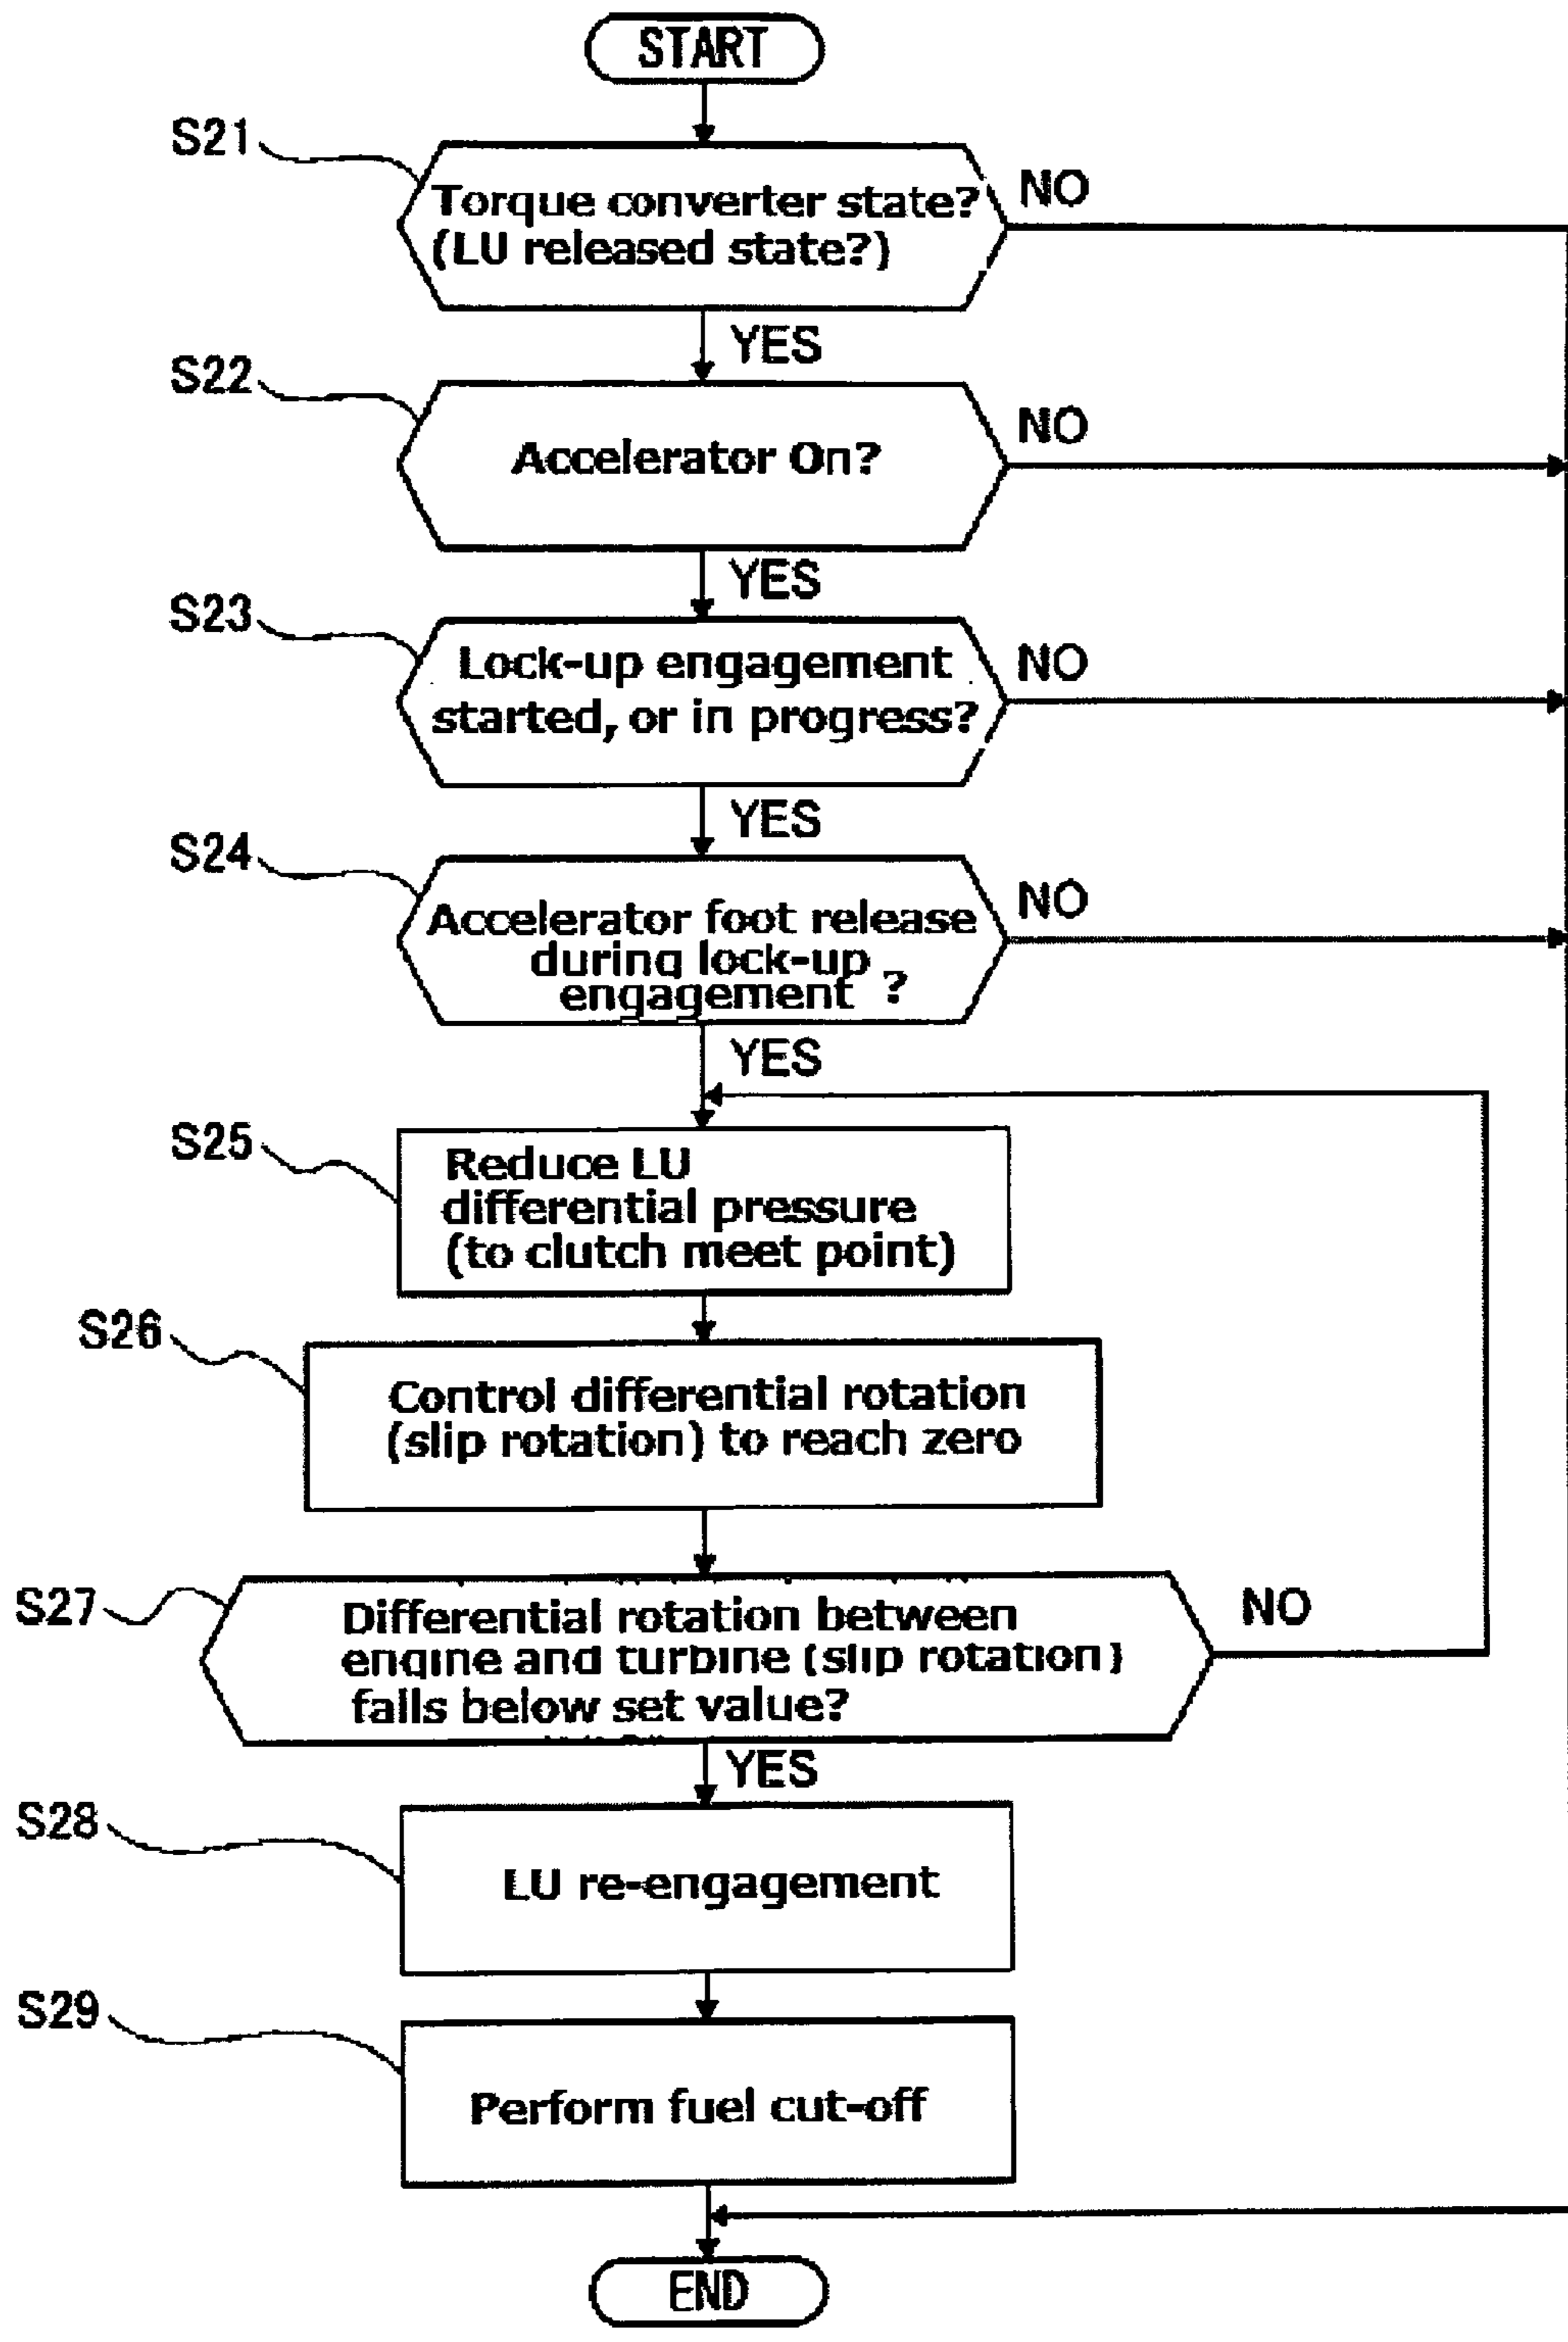 START
S21
Torque converter state?
(LU released state?)
NO
YES
S22
Accelerator On?
NO
YES
S23
Lock-up engagement
started, or in progress?
NO
YES
S24
Accelerator foot release
during lock-up
engagement ?
NO
YES
S25
Reduce LU
differential pressure
(to clutch meet point)
S26
Control differential rotation
(slip rotation) to reach zero
S27
Differential rotation between
engine and turbine (slip rotation)
falls below set value?
NO
YES
S28
LU re-engagement
S29
Perform fuel cut-off
END